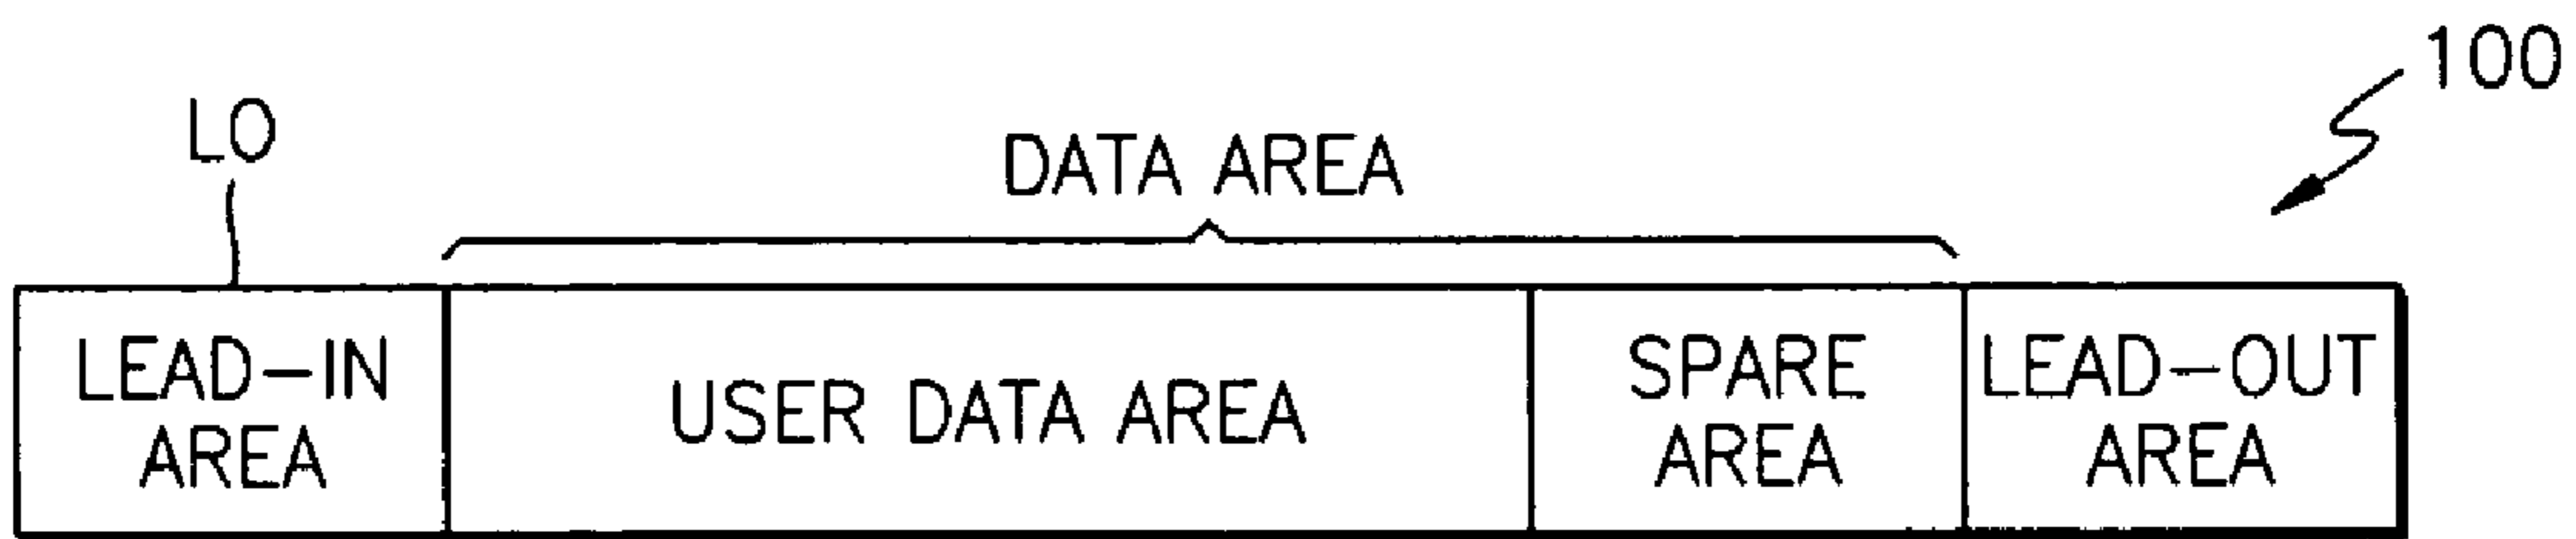 100
LO
DATA AREA
LEAD-IN
AREA
USER DATA AREA
SPARE
AREA
LEAD-OUT
AREA